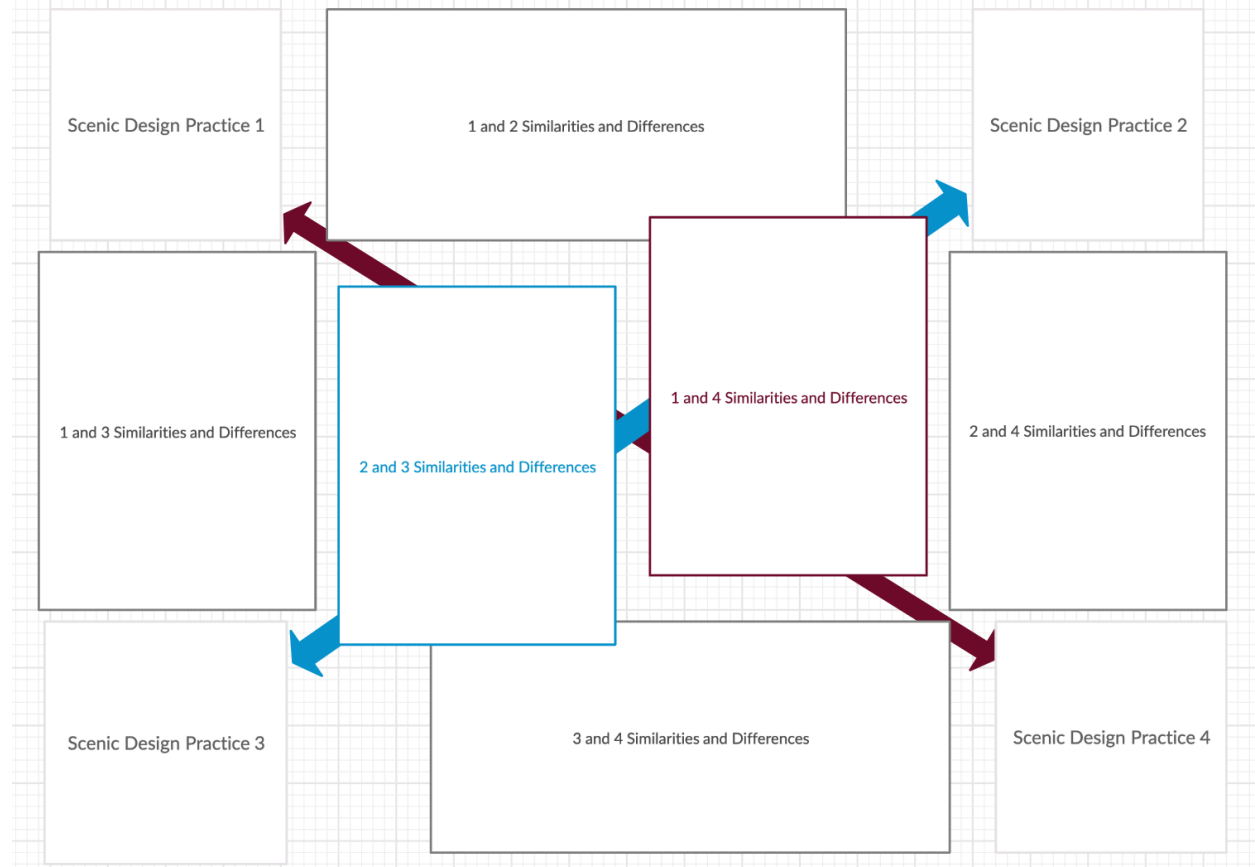 Scenic Design Practice 1
1 and 2 Similarities and Differences
Scenic Design Practice 2
1 and 3 Similarities and Differences
2 and 3 Similarities and Differences
1 and 4 Similarities and Differences
2 and 4 Similarities and Differences
Scenic Design Practice 3
3 and 4 Similarities and Differences
Scenic Design Practice 4